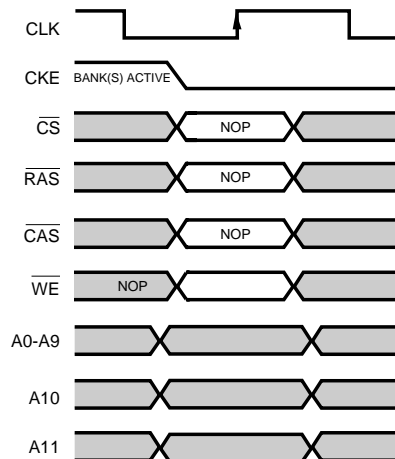 CLK
CKE BANK(S) ACTIVE
CS NOP
RAS NOP
CAS NOP
WE NOP
A0-A9
A10
A11